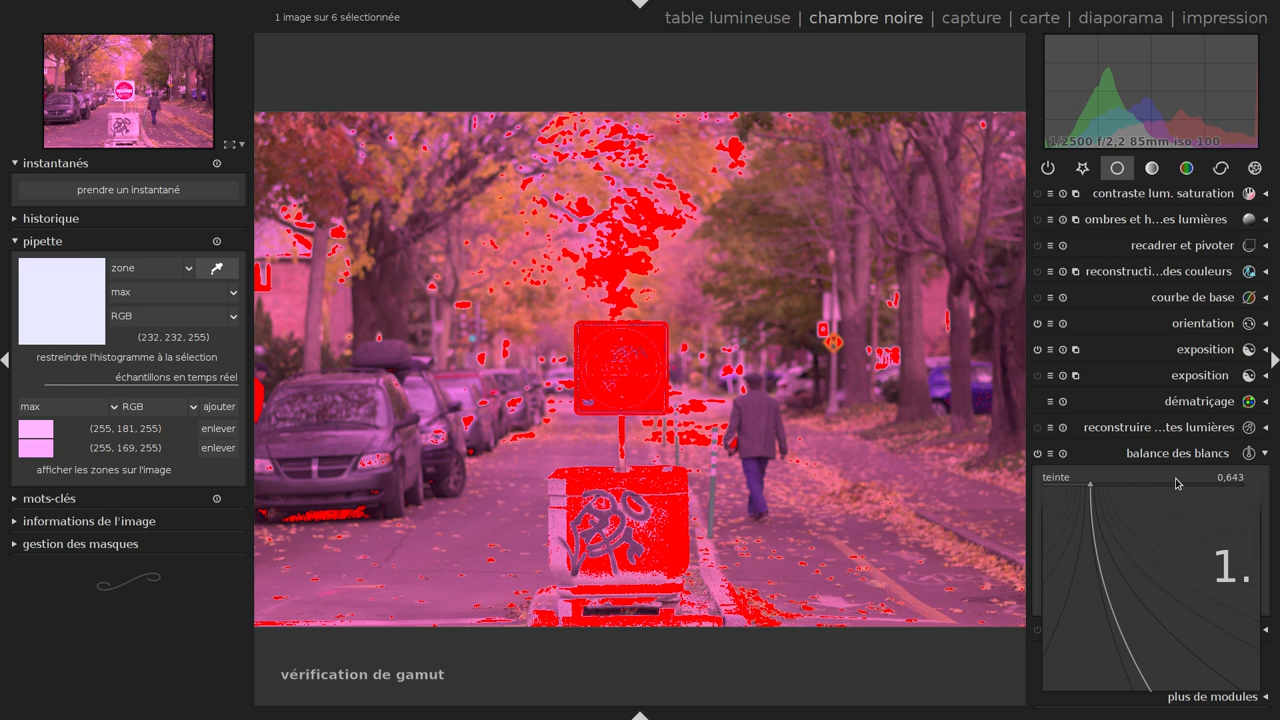 1 image sur 6 sélectionnée
table lumineuse | chambre noire | capture | carte | diaporama | impression
instantanés
prendre un instantané
historique
pipette
zone
max
RGB
(232, 232, 255)
restreindre l'histogramme à la sélection
échantillons en temps réel
max RGB ajouter
(255, 181, 255) enlever
(255, 169, 255) enlever
afficher les zones sur l'image
mots-clés
informations de l'image
gestion des masques
vérification de gamut
1/2500 f/2,2 85mm iso 100
contraste lum. saturation
ombres et h...es lumières
recadrer et pivoter
reconstructi...des couleurs
courbe de base
orientation
exposition
exposition
dématriçage
reconstruire ...tes lumières
balance des blancs
teinte 0,643
1.
plus de modules